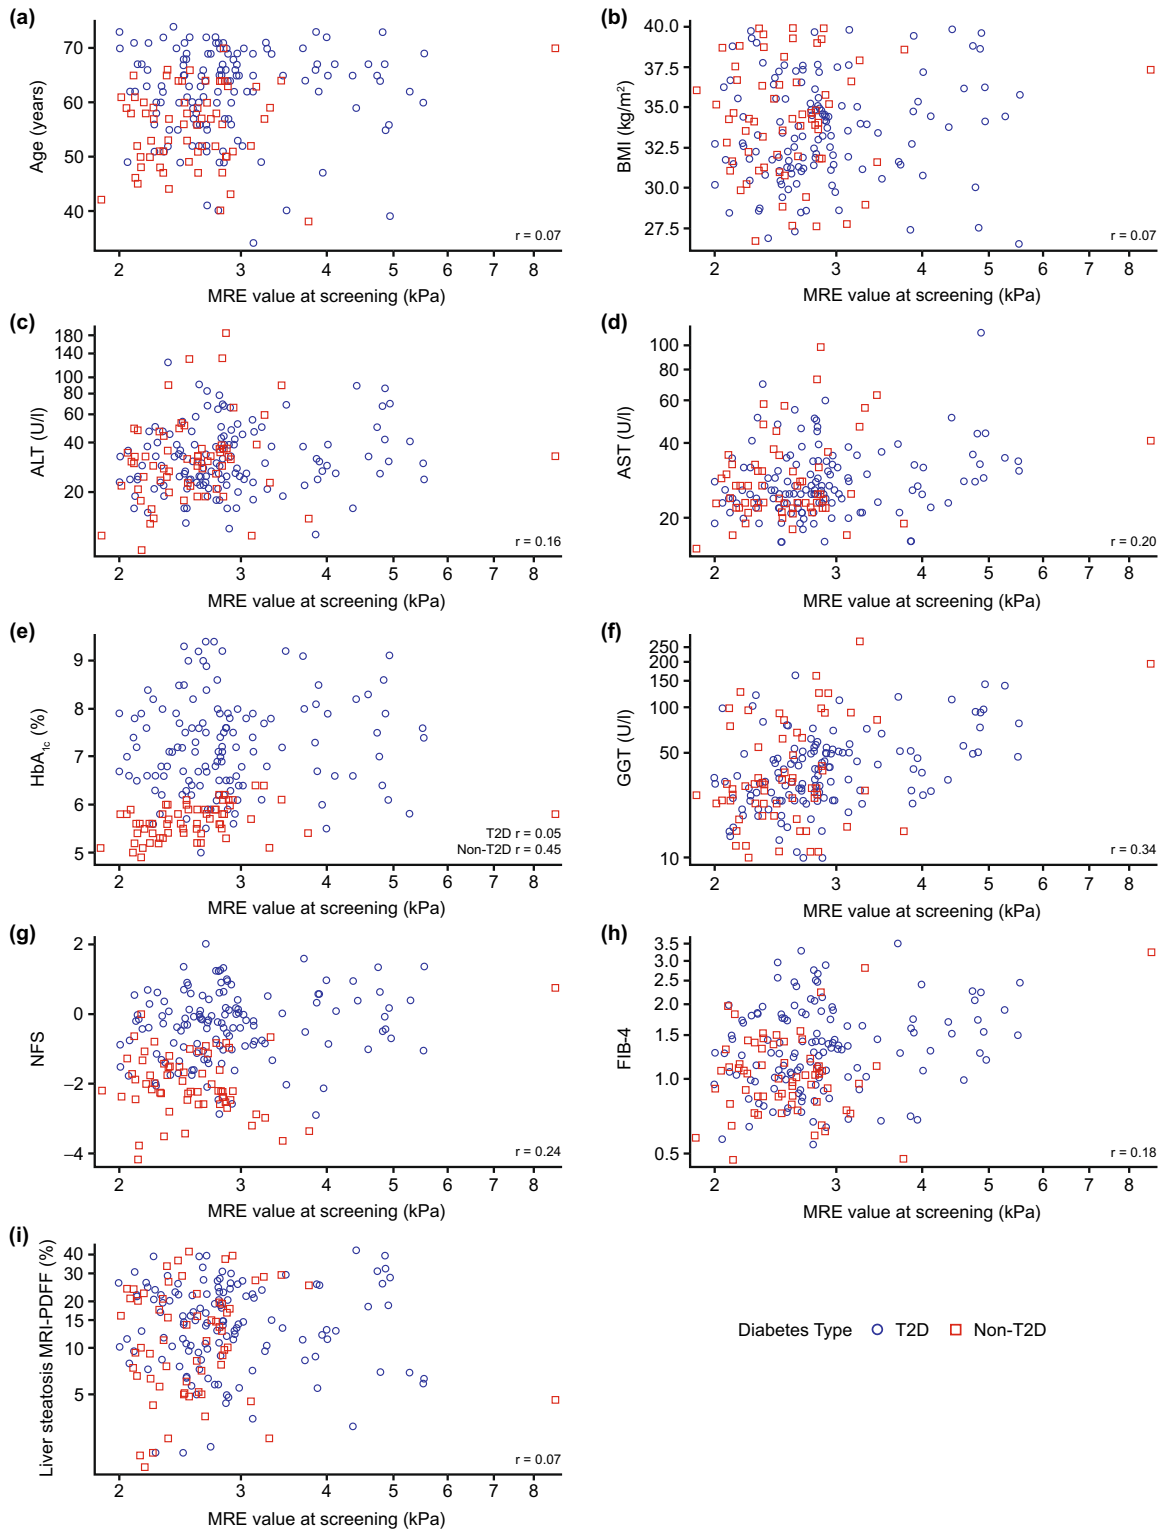 (a)
70
60
50
40
Age (years)
r = 0.07
2 3 4 5 6 7 8
MRE value at screening (kPa)
(b)
40.0
37.5
35.0
32.5
30.0
27.5
BMI (kg/m²)
r = 0.07
2 3 4 5 6 7 8
MRE value at screening (kPa)
(c)
180
140
100
80
60
40
20
ALT (U/l)
r = 0.16
2 3 4 5 6 7 8
MRE value at screening (kPa)
(d)
100
80
60
40
20
AST (U/l)
r = 0.20
2 3 4 5 6 7 8
MRE value at screening (kPa)
(e)
9
8
7
6
5
HbA1c (%)
T2D r = 0.05
Non-T2D r = 0.45
2 3 4 5 6 7 8
MRE value at screening (kPa)
(f)
250
200
150
100
50
10
GGT (U/l)
r = 0.34
2 3 4 5 6 7 8
MRE value at screening (kPa)
(g)
2
0
−2
−4
NFS
r = 0.24
2 3 4 5 6 7 8
MRE value at screening (kPa)
(h)
3.5
3.0
2.5
2.0
1.5
1.0
0.5
FIB-4
r = 0.18
2 3 4 5 6 7 8
MRE value at screening (kPa)
(i)
40
30
20
15
10
5
Liver steatosis MRI-PDFF (%)
r = 0.07
2 3 4 5 6 7 8
MRE value at screening (kPa)
Diabetes Type T2D Non-T2D